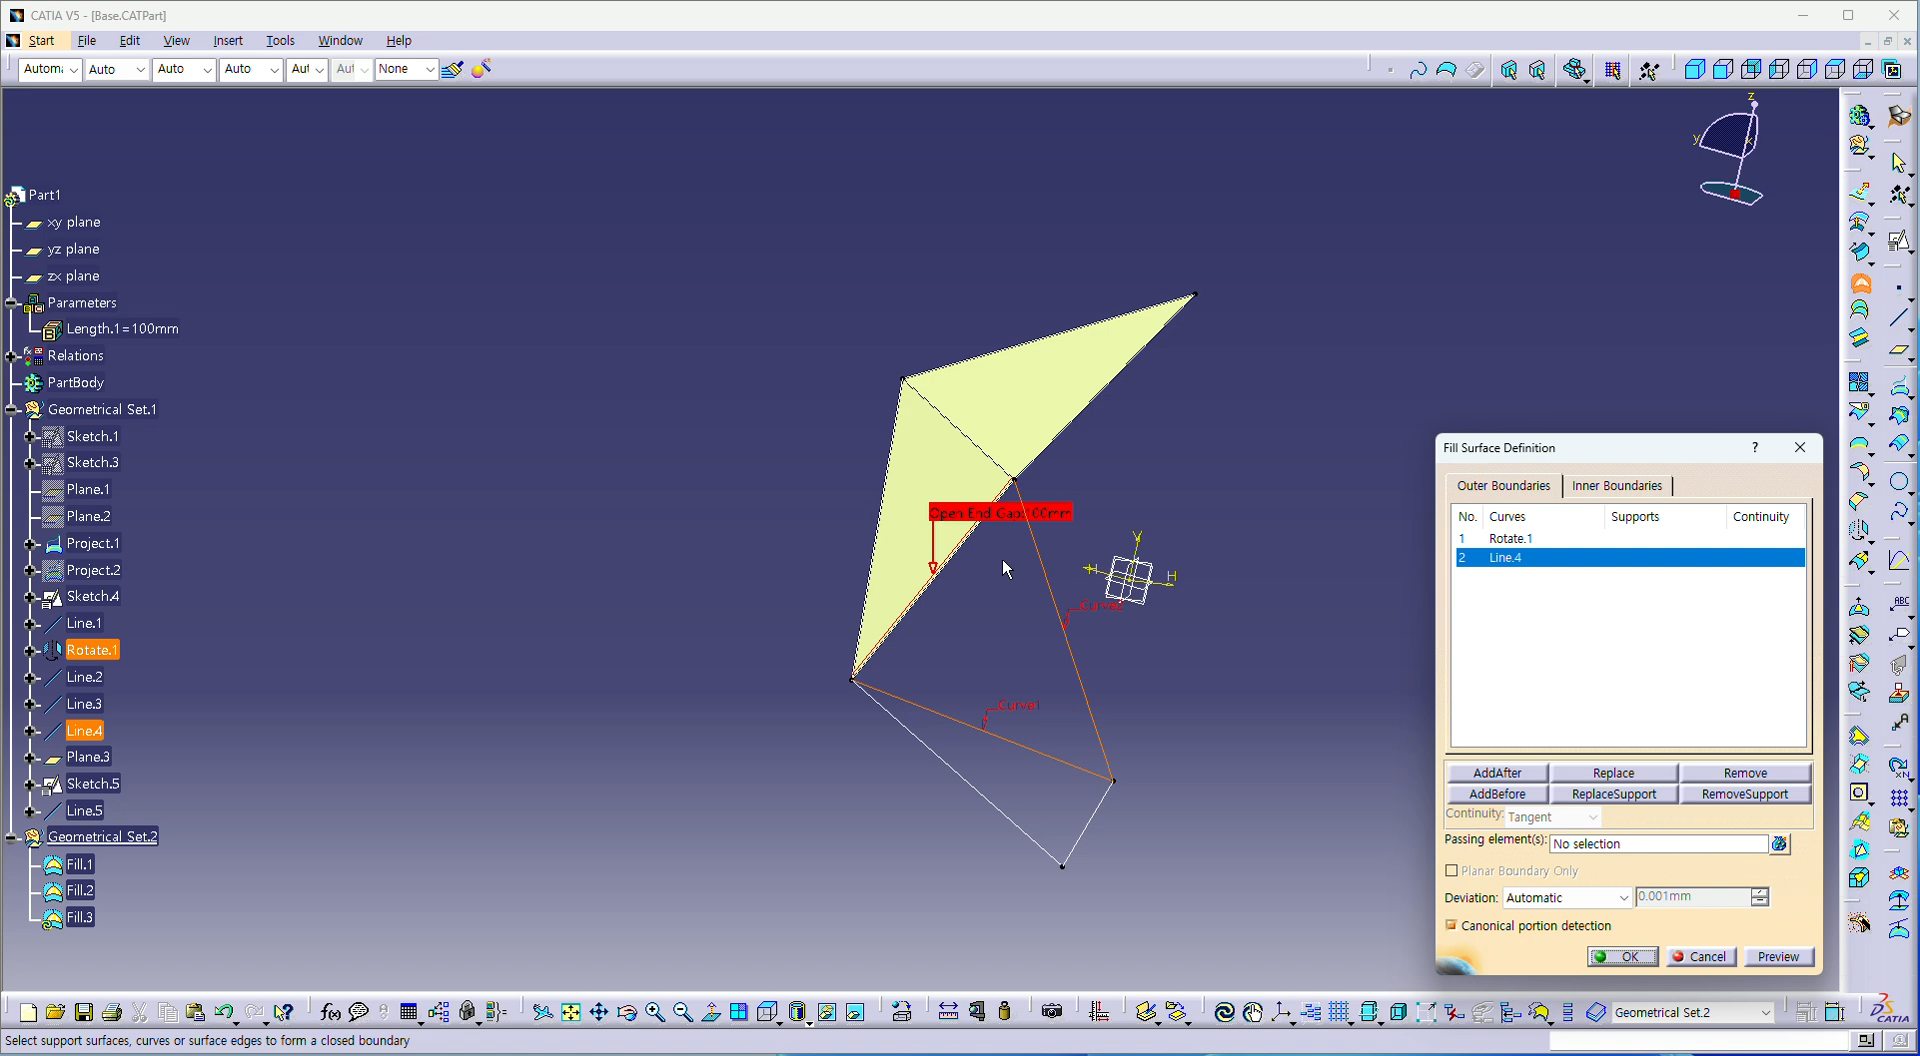 CATIA V5 - [Base.CATPart]
Start File Edit View Insert Tools Window Help
Auto Auto Auto Aut Aut None
Part1
xy plane
yz plane
zx plane
Parameters
Length.1=100mm
Relations
PartBody
Geometrical Set.1
Sketch.1
Sketch.3
Plane.1
Plane.2
Project.1
Project.2
Sketch.4
Line.1
Rotate.1
Line.2
Line.3
Line.4
Plane.3
Sketch.5
Line.5
Geometrical Set.2
Fill.1
Fill.2
Fill.3
z
y
x
Open End Gap
V
H
H
Curve2
Curve1
Fill Surface Definition
?
Outer Boundaries Inner Boundaries
No. Curves Supports Continuity
1 Rotate.1
2 Line.4
AddAfter Replace Remove
AddBefore ReplaceSupport RemoveSupport
Continuity: Tangent
Passing element(s): No selection
Planar Boundary Only
Deviation: Automatic 0.001mm
Canonical portion detection
OK Cancel Preview
ABC
f(x)
Geometrical Set.2
CATIA
Select support surfaces, curves or surface edges to form a closed boundary